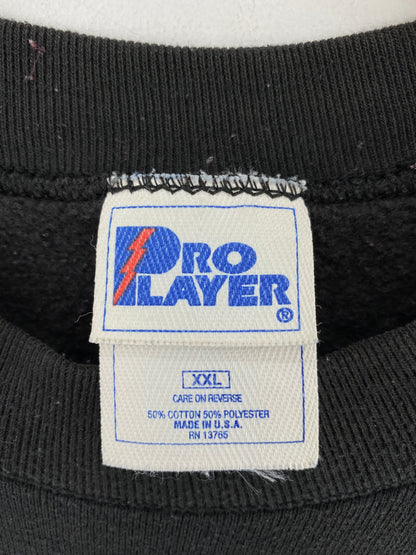 PRO
PLAYER®
XXL
CARE ON REVERSE
50% COTTON 50% POLYESTER
MADE IN U.S.A.
RN 13765